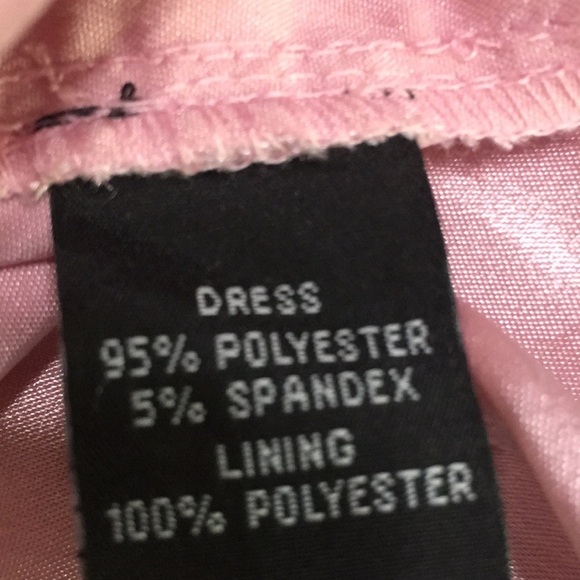 DRESS
95% POLYESTER
5% SPANDEX
LINING
100% POLYESTER